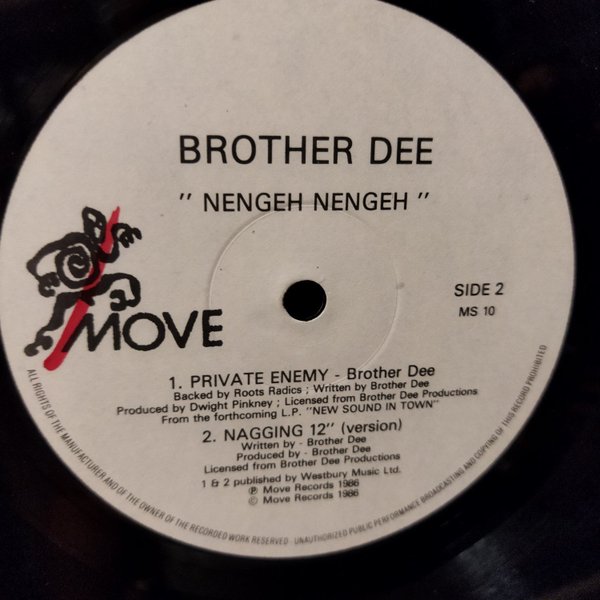 BROTHER DEE
" NENGEH NENGEH "
SIDE 2
MS 10
MOVE
1. PRIVATE ENEMY - Brother Dee
Backed by Roots Radics ; Written by Brother Dee
Produced by Dwight Pinkney ; Licensed from Brother Dee Productions
From the forthcoming L.P. "NEW SOUND IN TOWN"
2. NAGGING 12" (version)
Written by - Brother Dee
Produced by - Brother Dee
Licensed from Brother Dee Productions
1 & 2 published by Westbury Music Ltd.
℗ Move Records 1986
© Move Records 1986
ALL RIGHTS OF THE MANUFACTURER AND OF THE OWNER OF THE RECORDED WORK RESERVED - UNAUTHORIZED PUBLIC PERFORMANCE BROADCASTING AND COPYING OF THIS RECORD PROHIBITED